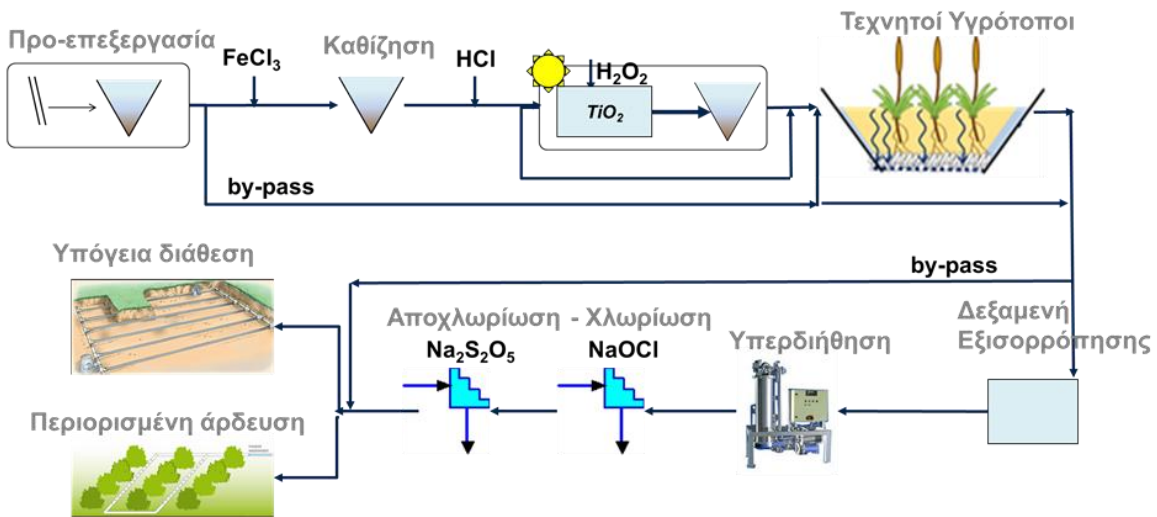 Προ-επεξεργασία
FeCl₃
Καθίζηση
HCl
H₂O₂
TiO₂
Τεχνητοί Υγρότοποι
by-pass
by-pass
Υπόγεια διάθεση
Αποχλωρίωση - Χλωρίωση
Na₂S₂O₅
NaOCl
Υπερδιήθηση
Δεξαμενή
Εξισορρόπησης
Περιορισμένη άρδευση